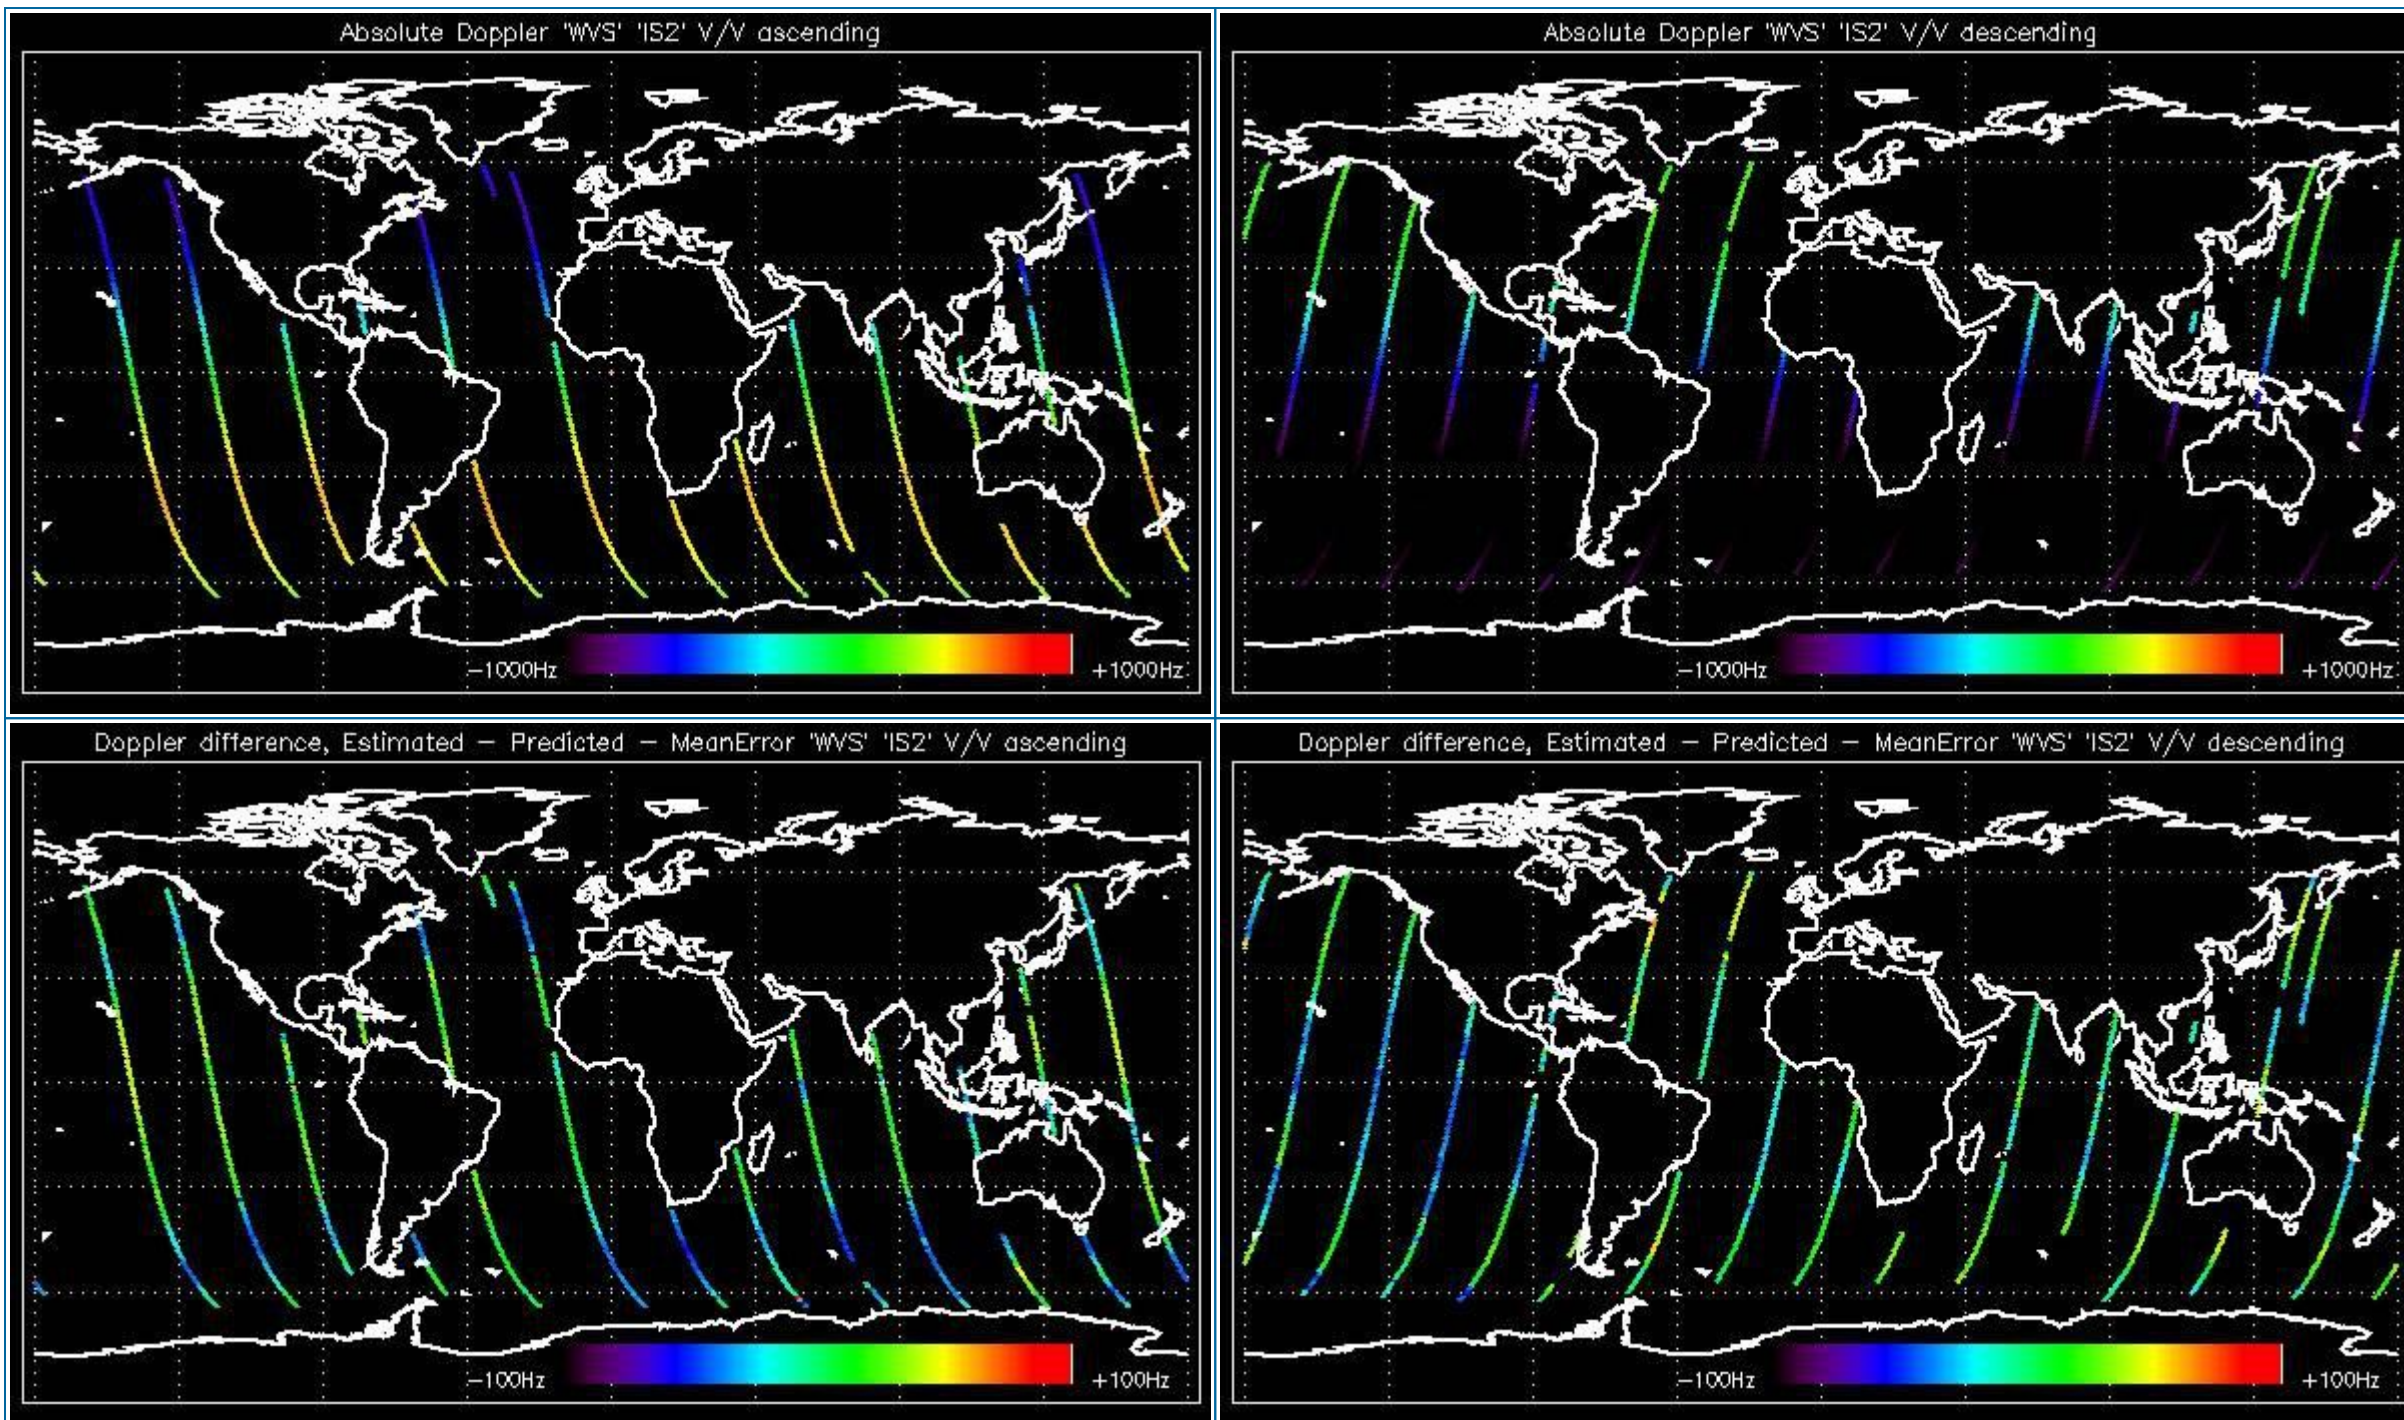 Absolute Doppler 'WVS' 'IS2' V/V ascending
-1000Hz
+1000Hz
Absolute Doppler 'WVS' 'IS2' V/V descending
-1000Hz
+1000Hz
Doppler difference, Estimated - Predicted - MeanError 'WVS' 'IS2' V/V ascending
-100Hz
+100Hz
Doppler difference, Estimated - Predicted - MeanError 'WVS' 'IS2' V/V descending
-100Hz
+100Hz